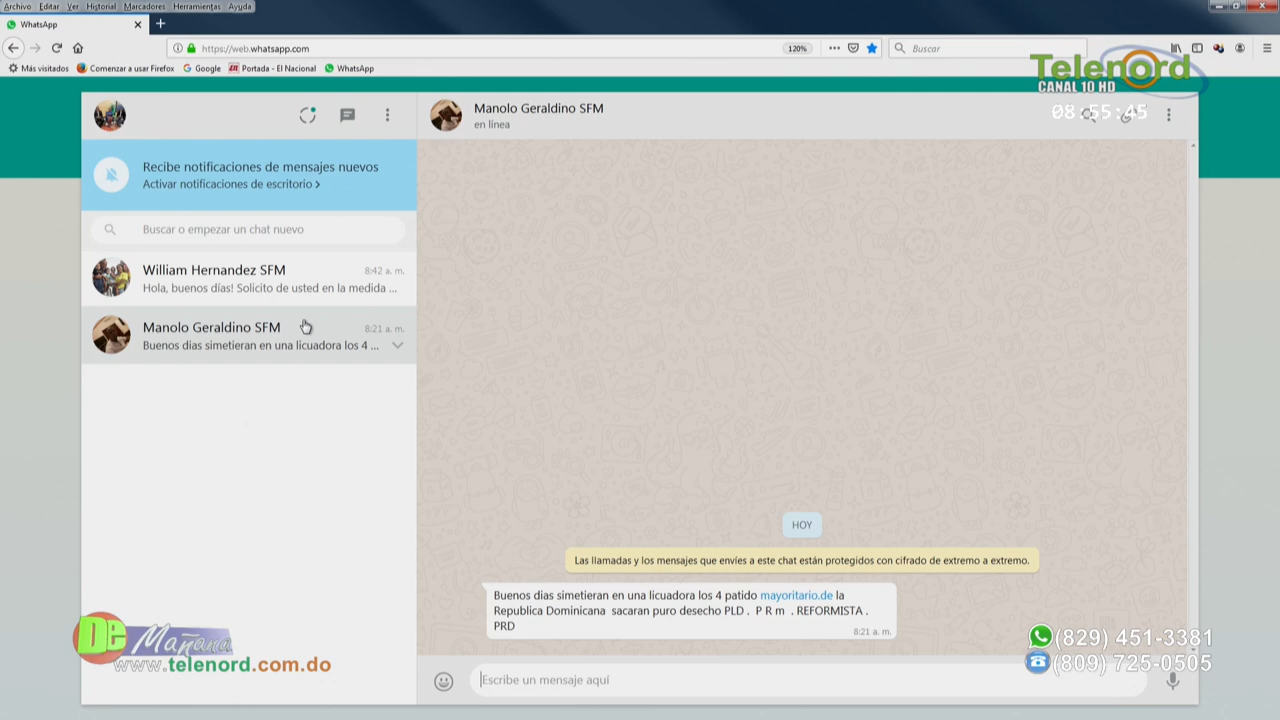 Archivo Editar Ver Historial Marcadores Herramientas Ayuda
WhatsApp
https://web.whatsapp.com
120%
Buscar
Más visitados Comenzar a usar Firefox Google Portada - El Nacional WhatsApp
Telenord
CANAL 10 HD
08:55:45
Manolo Geraldino SFM
en línea
Recibe notificaciones de mensajes nuevos
Activar notificaciones de escritorio >
Buscar o empezar un chat nuevo
William Hernandez SFM 8:42 a. m.
Hola, buenos días! Solicito de usted en la medida ...
Manolo Geraldino SFM 8:21 a. m.
Buenos dias simetieran en una licuadora los 4 ...
HOY
Las llamadas y los mensajes que envíes a este chat están protegidos con cifrado de extremo a extremo.
Buenos dias simetieran en una licuadora los 4 patido mayoritario.de la
Republica Dominicana sacaran puro desecho PLD . P R m . REFORMISTA .
PRD
8:21 a. m.
Escribe un mensaje aquí
De Mañana
www.telenord.com.do
(829) 451-3381
(809) 725-0505